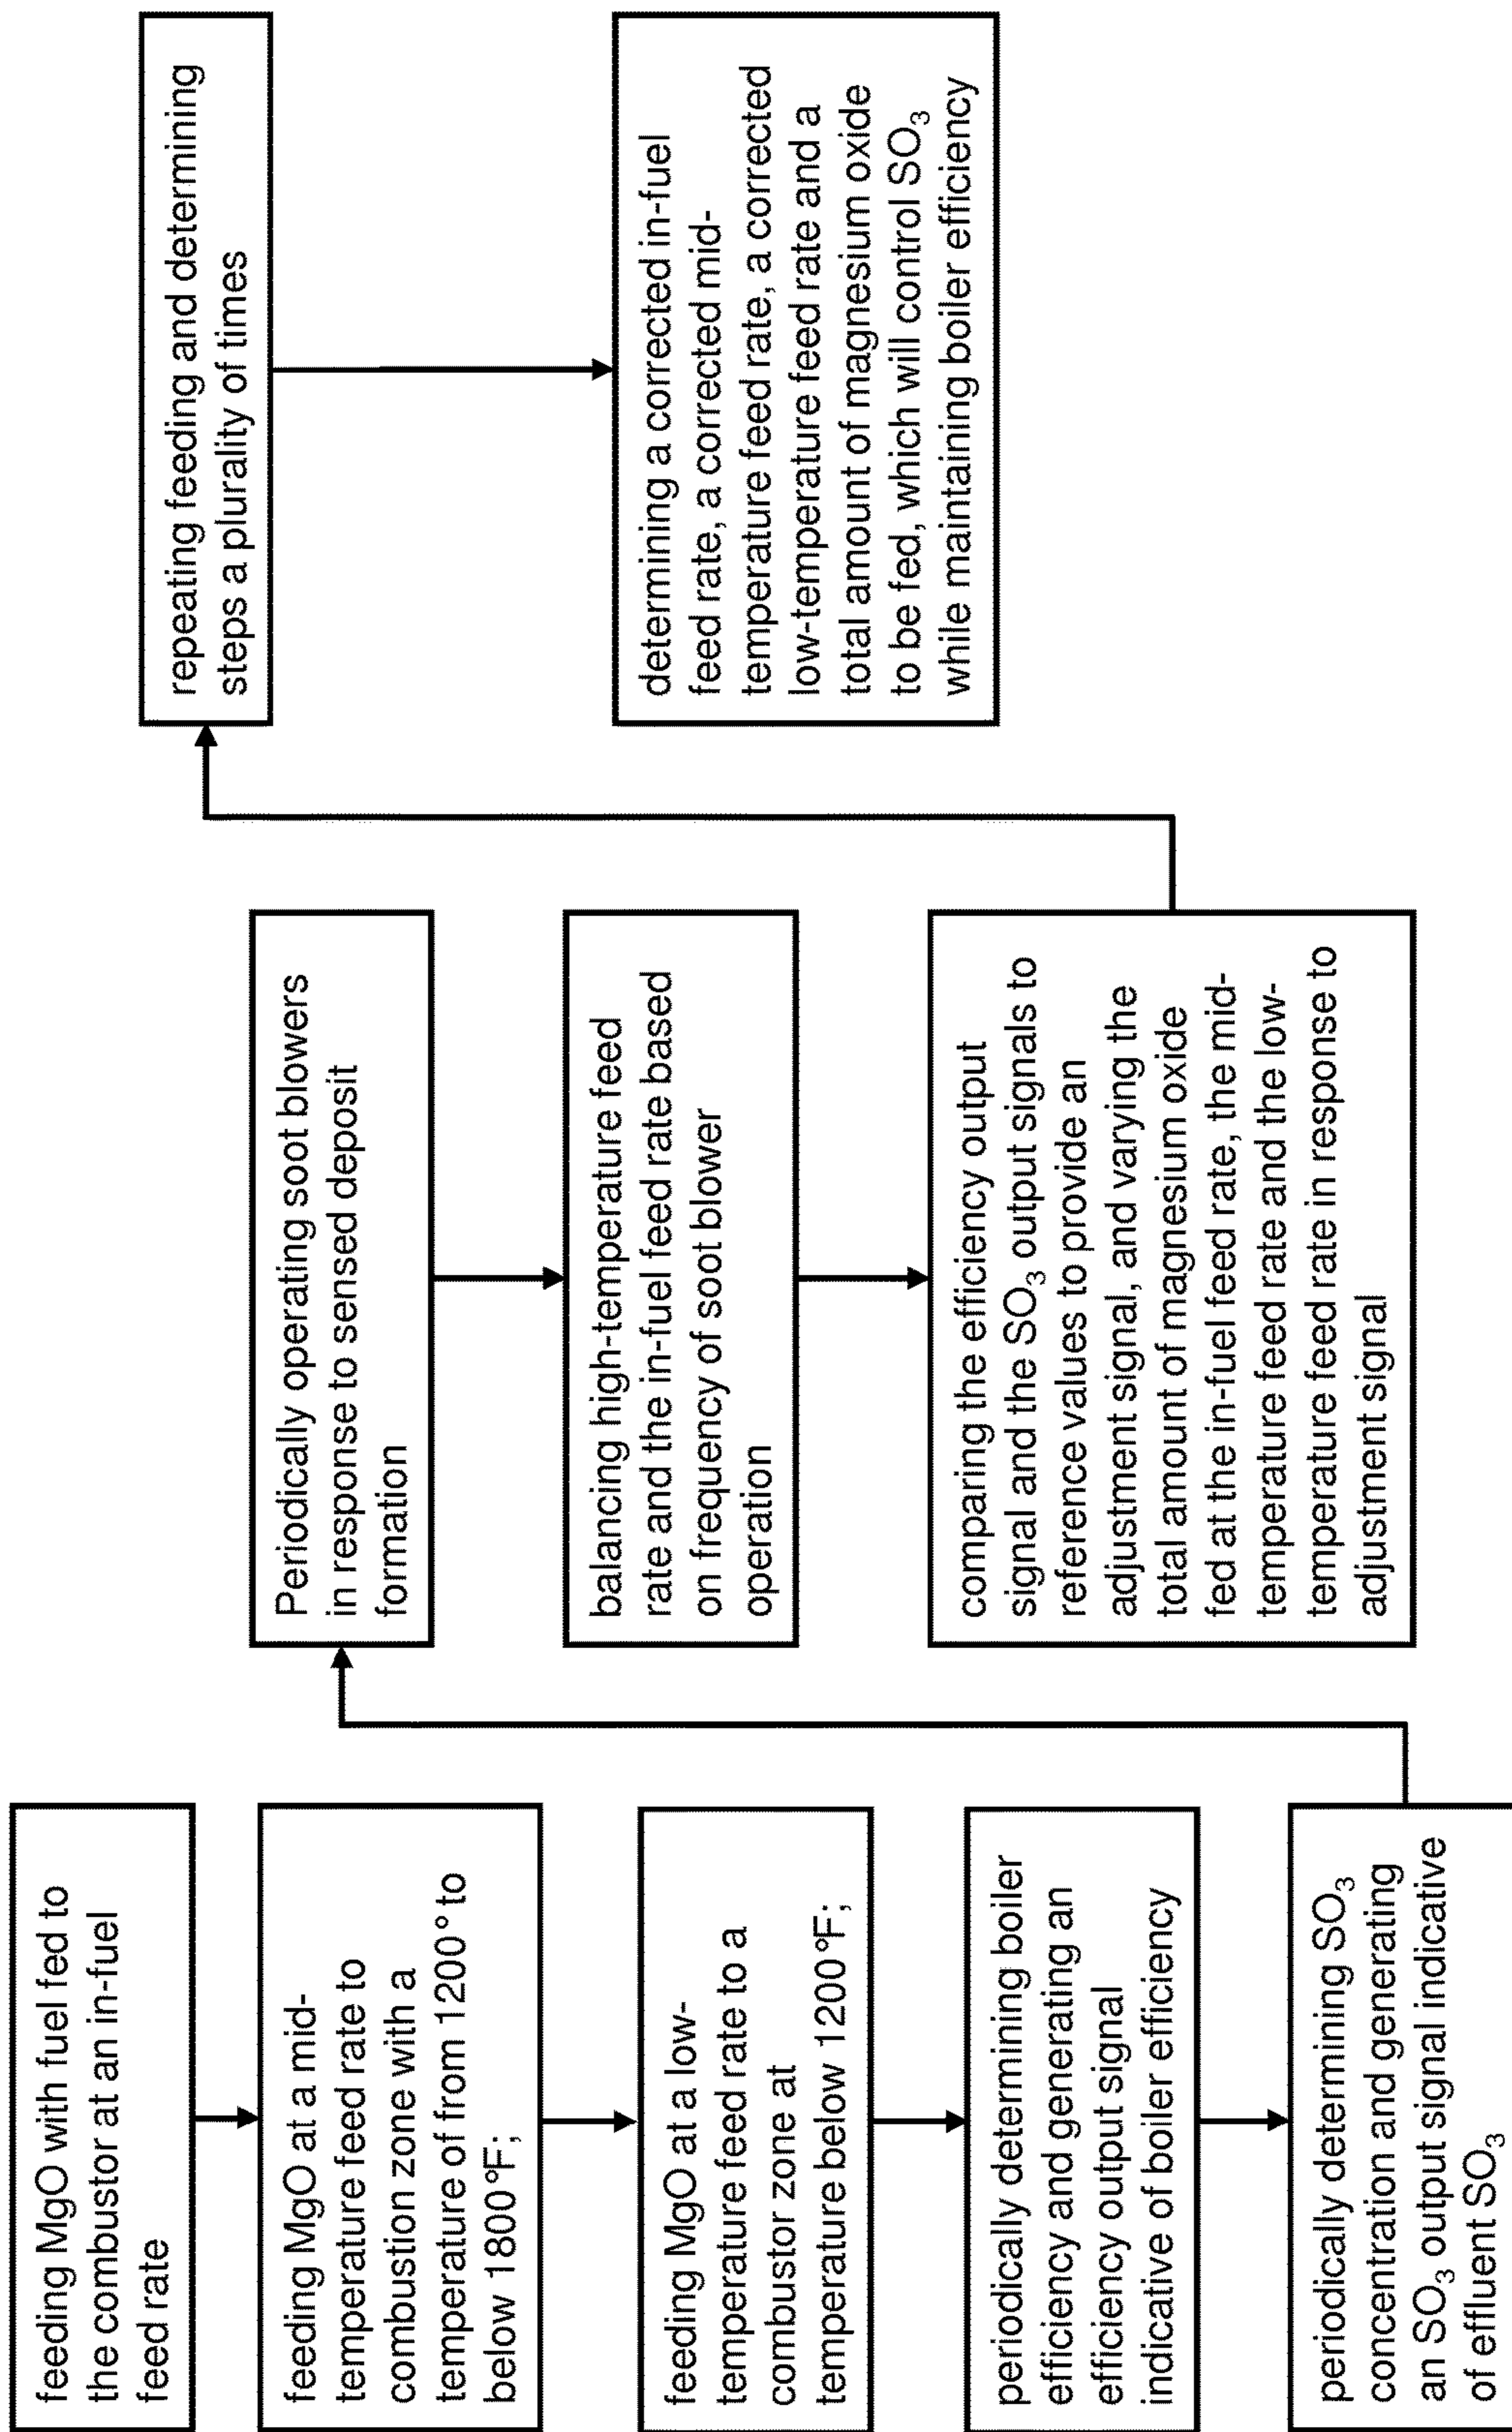 feeding MgO with fuel fed to
the combustor at an in-fuel
feed rate
feeding MgO at a mid-
temperature feed rate to
combustion zone with a
temperature of from 1200° to
below 1800°F;
feeding MgO at a low-
temperature feed rate to a
combustor zone at
temperature below 1200°F;
periodically determining boiler
efficiency and generating an
efficiency output signal
indicative of boiler efficiency
periodically determining SO₃
concentration and generating
an SO₃ output signal indicative
of effluent SO₃
Periodically operating soot blowers
in response to sensed deposit
formation
balancing high-temperature feed
rate and the in-fuel feed rate based
on frequency of soot blower
operation
comparing the efficiency output
signal and the SO₃ output signals to
reference values to provide an
adjustment signal, and varying the
total amount of magnesium oxide
fed at the in-fuel feed rate, the mid-
temperature feed rate and the low-
temperature feed rate in response to
adjustment signal
repeating feeding and determining
steps a plurality of times
determining a corrected in-fuel
feed rate, a corrected mid-
temperature feed rate, a corrected
low-temperature feed rate and a
total amount of magnesium oxide
to be fed, which will control SO₃
while maintaining boiler efficiency